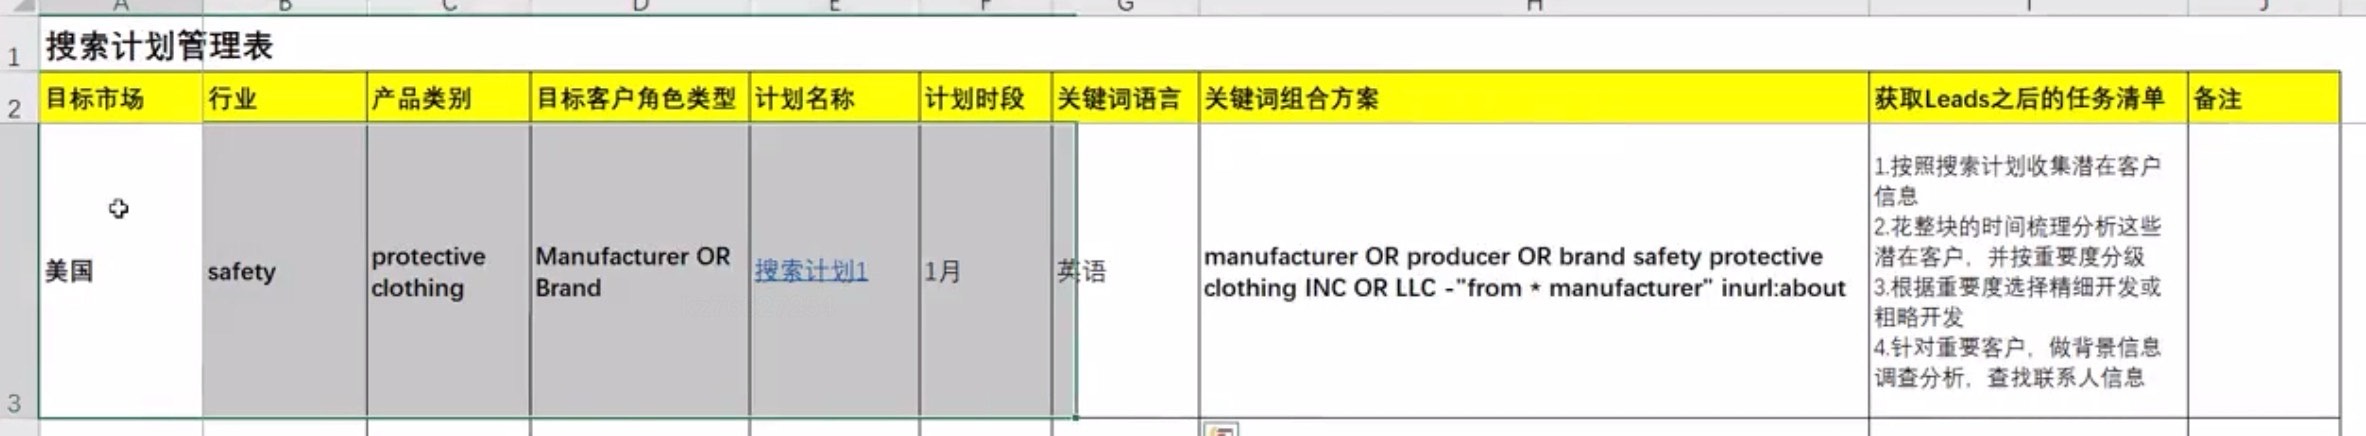 A B C D E F G H I J
1 搜索计划管理表
2 目标市场 行业 产品类别 目标客户角色类型 计划名称 计划时段 关键词语言 关键词组合方案 获取Leads之后的任务清单 备注
3
美国
safety
protective
clothing
Manufacturer OR
Brand
搜索计划1
1月
英语
manufacturer OR producer OR brand safety protective
clothing INC OR LLC -"from * manufacturer" inurl:about
1.按照搜索计划收集潜在客户
信息
2.花整块的时间梳理分析这些
潜在客户，并按重要度分级
3.根据重要度选择精细开发或
粗略开发
4.针对重要客户，做背景信息
调查分析，查找联系人信息